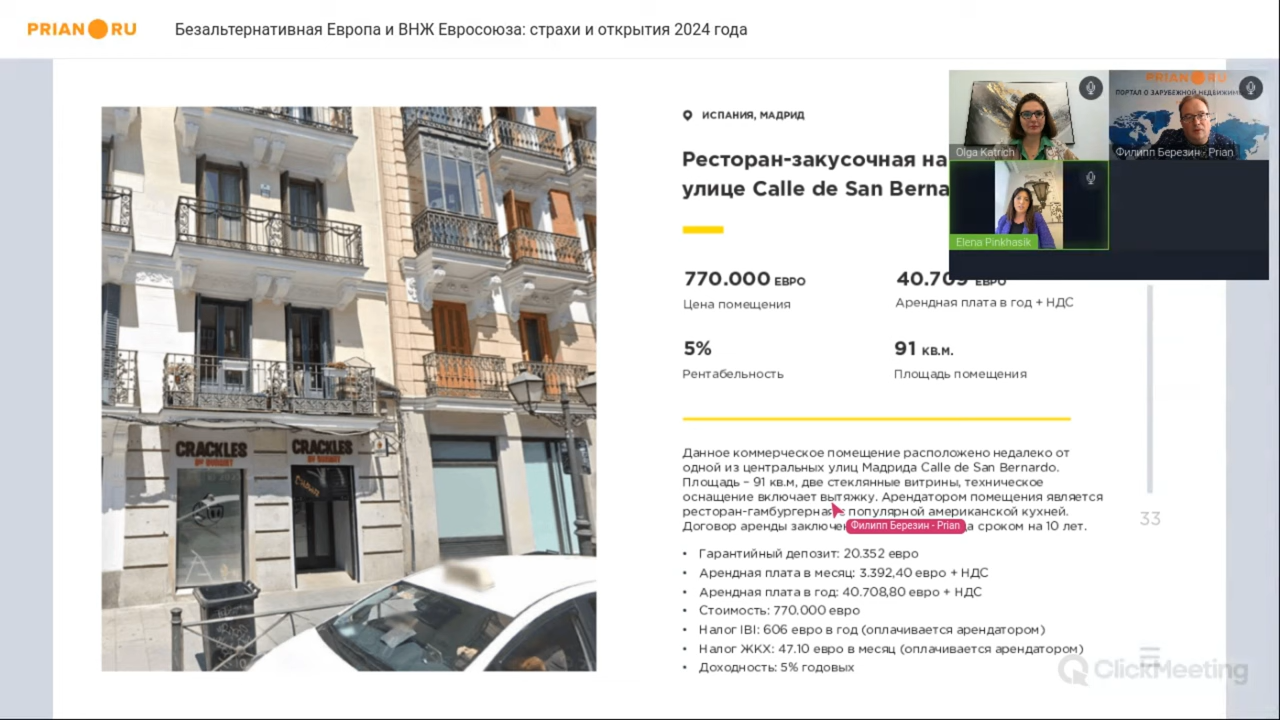 PRIAN RU
Безальтернативная Европа и ВНЖ Евросоюза: страхи и открытия 2024 года
ИСПАНИЯ, МАДРИД
Ресторан-закусочная на
улице Calle de San Berna
770.000 ЕВРО
Цена помещения
40.709 ЕВРО
Арендная плата в год + НДС
5%
Рентабельность
91 КВ.М.
Площадь помещения
Данное коммерческое помещение расположено недалеко от
одной из центральных улиц Мадрида Calle de San Bernardo.
Площадь – 91 кв.м, две стеклянные витрины, техническое
оснащение включает вытяжку. Арендатором помещения является
ресторан-гамбургерная с популярной американской кухней.
Договор аренды заключен а сроком на 10 лет.
Филипп Березин - Prian
• Гарантийный депозит: 20.352 евро
• Арендная плата в месяц: 3.392,40 евро + НДС
• Арендная плата в год: 40.708,80 евро + НДС
• Стоимость: 770.000 евро
• Налог IBI: 606 евро в год (оплачивается арендатором)
• Налог ЖКХ: 47.10 евро в месяц (оплачивается арендатором)
• Доходность: 5% годовых
33
PRIAN RU
ПОРТАЛ О ЗАРУБЕЖНОЙ НЕДВИЖИМ
Olga Katrich
Филипп Березин - Prian
Elena Pinkhasik
CRACKLES
CRACKLES
ClickMeeting